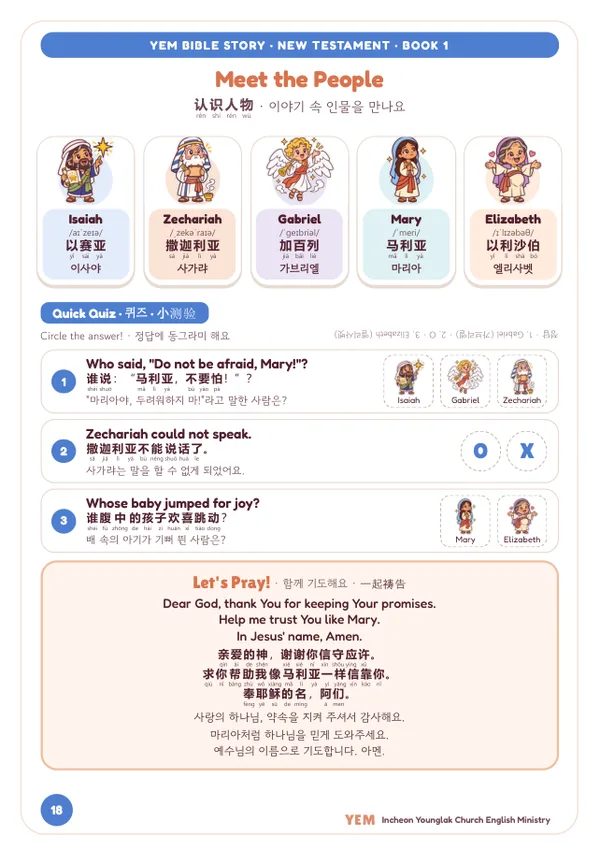 YEM BIBLE STORY · NEW TESTAMENT · BOOK 1
Meet the People
认识人物 · 이야기 속 인물을 만나요
rèn shi rén wù
Isaiah
/aɪˈzeɪə/
以赛亚
yǐ sài yà
이사야
Zechariah
/ˌzekəˈraɪə/
撒迦利亚
sā jiā lì yà
사가랴
Gabriel
/ˈɡeɪbriəl/
加百列
jiā bǎi liè
가브리엘
Mary
/ˈmeri/
马利亚
mǎ lì yà
마리아
Elizabeth
/ɪˈlɪzəbəθ/
以利沙伯
yǐ lì shā bó
엘리사벳
Quick Quiz · 퀴즈 · 小测验
Circle the answer! · 정답에 동그라미 해요
정답 · 1. Gabriel (가브리엘) · 2. O · 3. Elizabeth (엘리사벳)
1
Who said, "Do not be afraid, Mary!"?
谁说：“马利亚，不要怕！”？
shéi shuō mǎ lì yà bú yào pà
"마리아야, 두려워하지 마!"라고 말한 사람은?
Isaiah
Gabriel
Zechariah
2
Zechariah could not speak.
撒迦利亚不能说话了。
sā jiā lì yà bù néng shuō huà le
사가랴는 말을 할 수 없게 되었어요.
O
X
3
Whose baby jumped for joy?
谁腹中的孩子欢喜跳动？
shéi fù zhōng de hái zi huān xǐ tiào dòng
배 속의 아기가 기뻐 뛴 사람은?
Mary
Elizabeth
Let's Pray! · 함께 기도해요 · 一起祷告
Dear God, thank You for keeping Your promises.
Help me trust You like Mary.
In Jesus' name, Amen.
亲爱的神，谢谢你信守应许。
qīn ài de shén xiè xiè nǐ xìn shǒu yīng xǔ
求你帮助我像马利亚一样信靠你。
qiú nǐ bāng zhù wǒ xiàng mǎ lì yà yí yàng xìn kào nǐ
奉耶稣的名，阿们。
fèng yē sū de míng ā men
사랑의 하나님, 약속을 지켜 주셔서 감사해요.
마리아처럼 하나님을 믿게 도와주세요.
예수님의 이름으로 기도합니다. 아멘.
18
YEM Incheon Younglak Church English Ministry